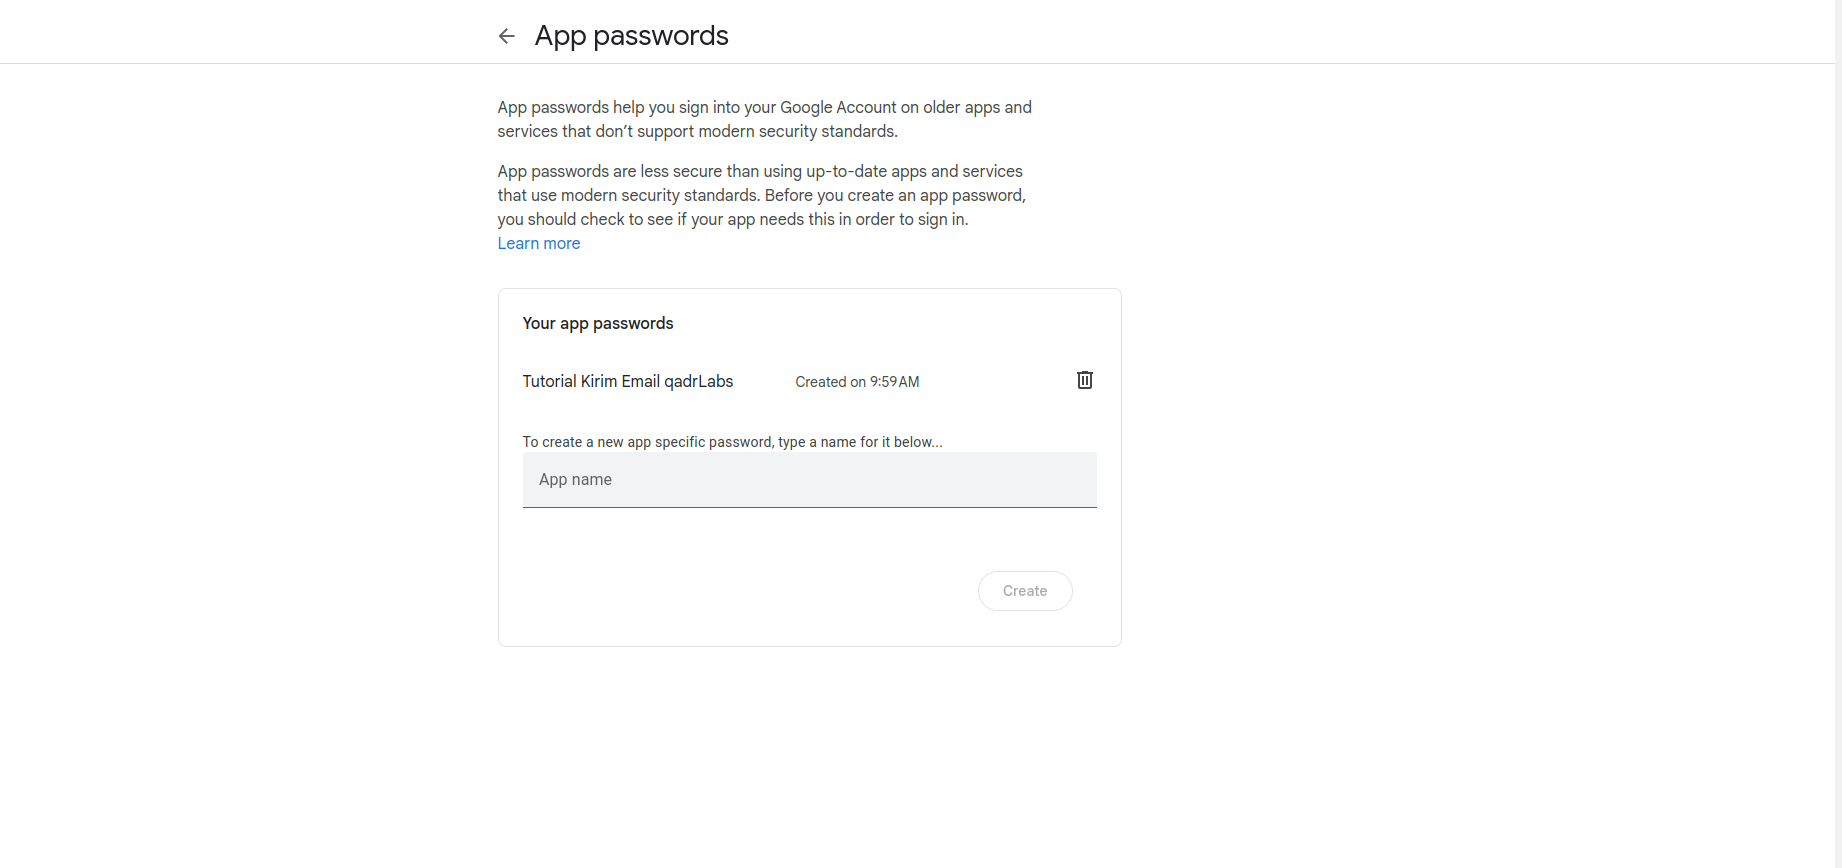 App passwords
App passwords help you sign into your Google Account on older apps and
services that don’t support modern security standards.
App passwords are less secure than using up-to-date apps and services
that use modern security standards. Before you create an app password,
you should check to see if your app needs this in order to sign in.
Learn more
Your app passwords
Tutorial Kirim Email qadrLabs Created on 9:59 AM
To create a new app specific password, type a name for it below...
App name
Create